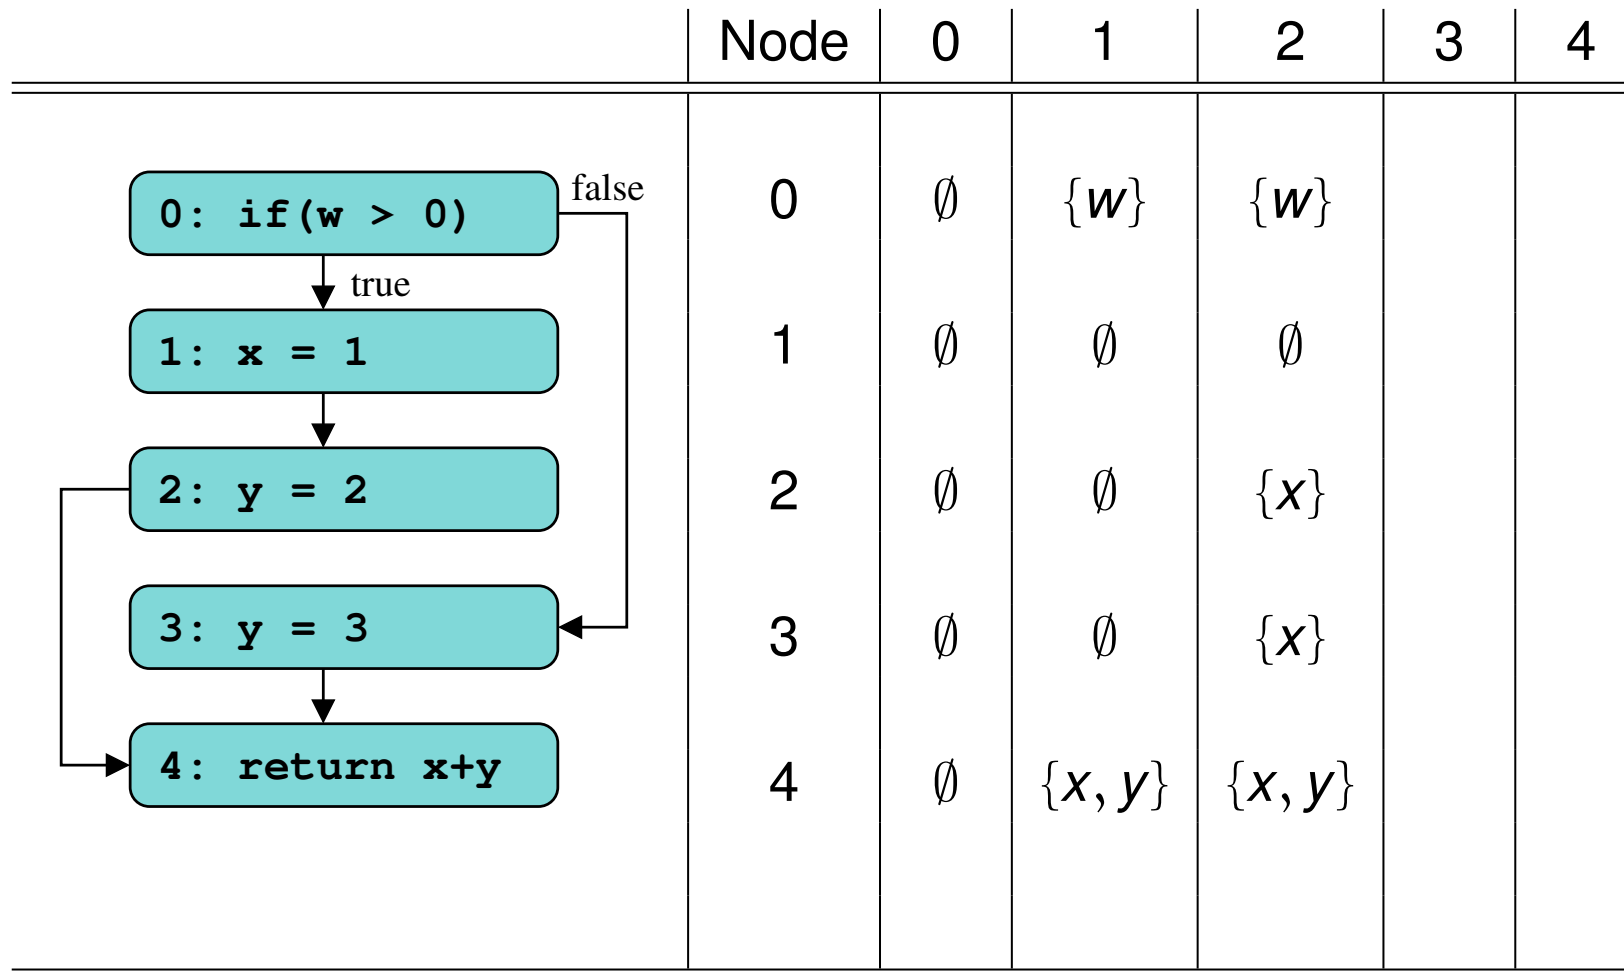 Node 0 1 2 3 4
false
0: if(w > 0) 0 ∅ {w} {w}
true
1: x = 1 1 ∅ ∅ ∅
2: y = 2 2 ∅ ∅ {x}
3: y = 3 3 ∅ ∅ {x}
4: return x+y 4 ∅ {x, y} {x, y}